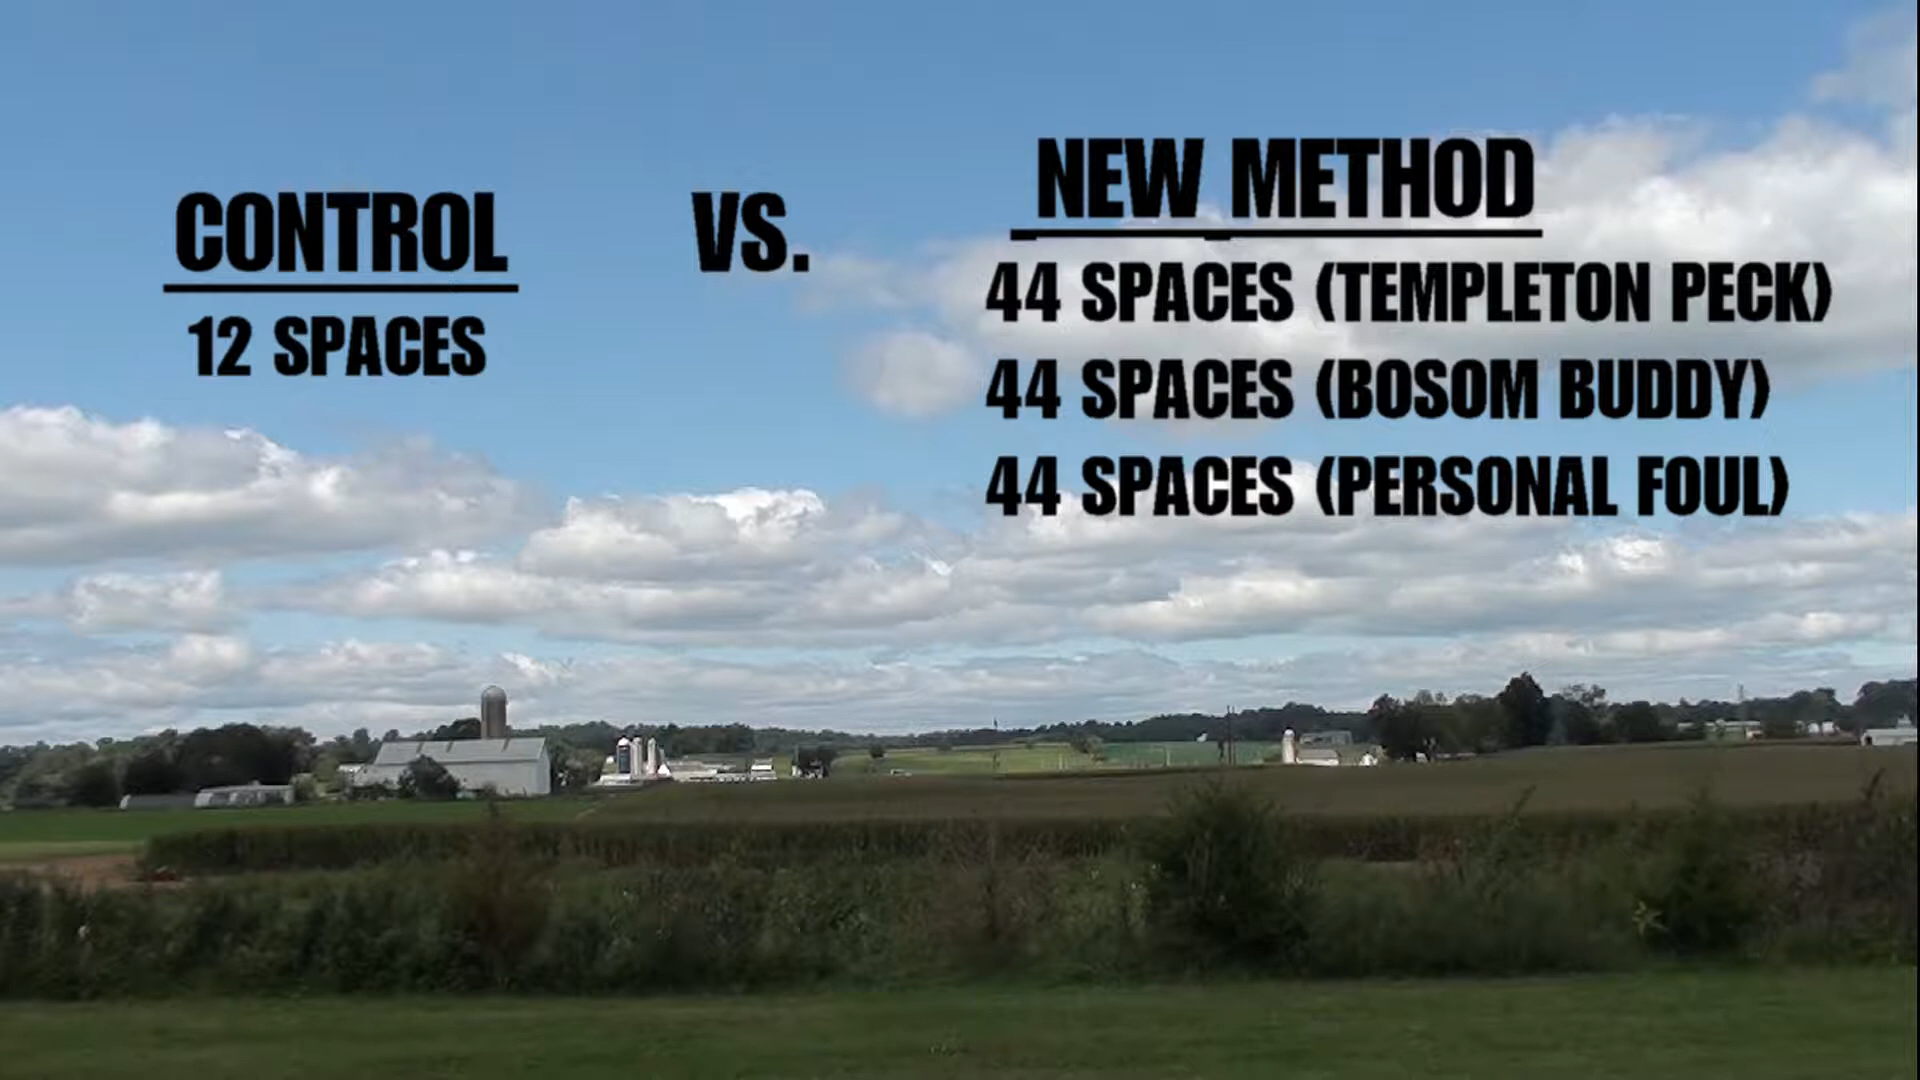 CONTROL
12 SPACES
VS.
NEW METHOD
44 SPACES (TEMPLETON PECK)
44 SPACES (BOSOM BUDDY)
44 SPACES (PERSONAL FOUL)